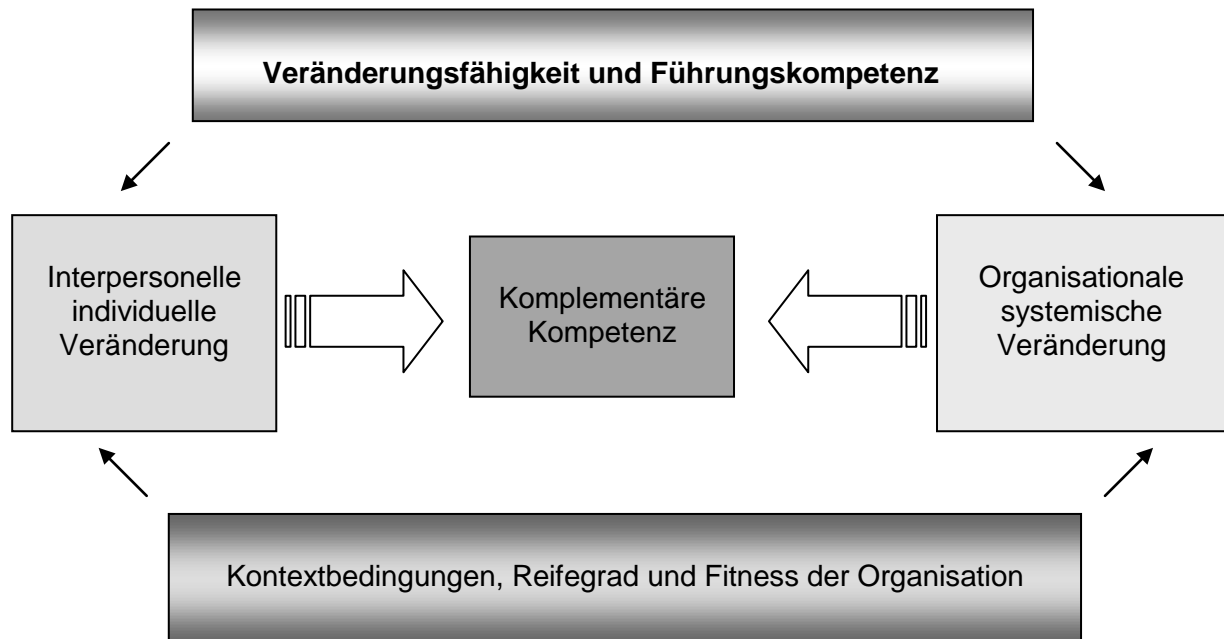 Veränderungsfähigkeit und Führungskompetenz
Interpersonelle
individuelle
Veränderung
Komplementäre
Kompetenz
Organisationale
systemische
Veränderung
Kontextbedingungen, Reifegrad und Fitness der Organisation